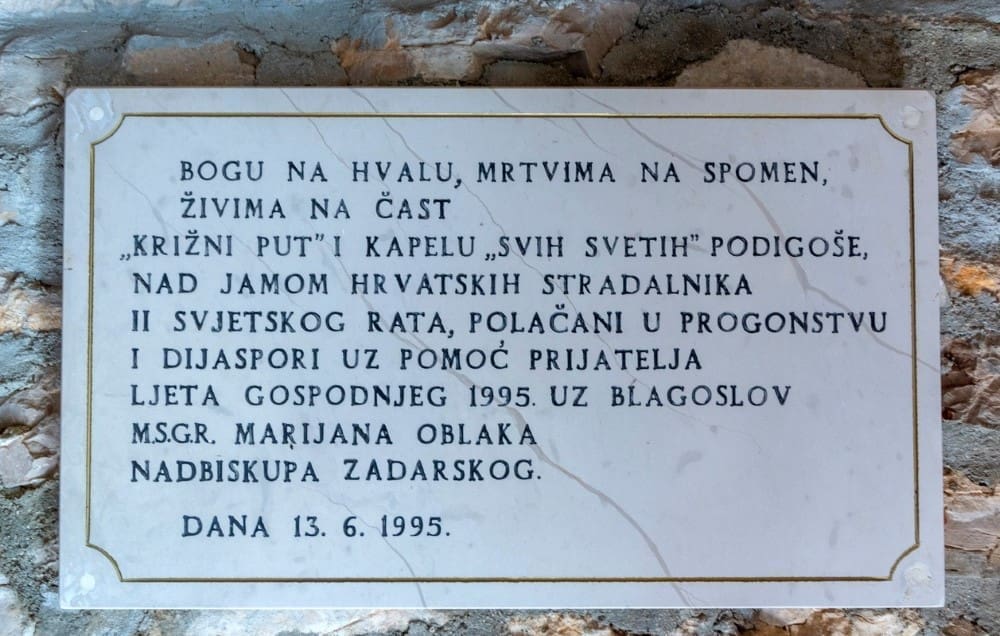 BOGU NA HVALU, MRTVIMA NA SPOMEN,
ŽIVIMA NA ČAST
„KRIŽNI PUT” I KAPELU „SVIH SVETIH” PODIGOŠE,
NAD JAMOM HRVATSKIH STRADALNIKA
II SVJETSKOG RATA, POLAČANI U PROGONSTVU
I DIJASPORI UZ POMOĆ PRIJATELJA
LJETA GOSPODNJEG 1995. UZ BLAGOSLOV
M.S.G.R. MARIJANA OBLAKA
NADBISKUPA ZADARSKOG.
DANA 13. 6. 1995.